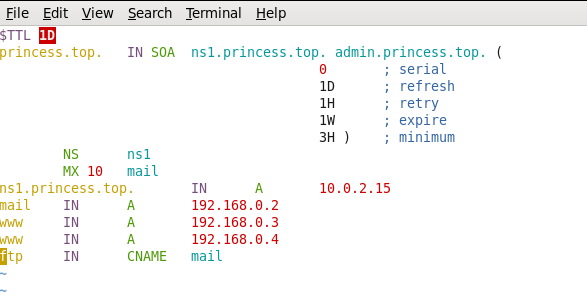 File Edit View Search Terminal Help
$TTL 1D
princess.top. IN SOA ns1.princess.top. admin.princess.top. (
0 ; serial
1D ; refresh
1H ; retry
1W ; expire
3H ) ; minimum
NS ns1
MX 10 mail
ns1.princess.top. IN A 10.0.2.15
mail IN A 192.168.0.2
www IN A 192.168.0.3
www IN A 192.168.0.4
ftp IN CNAME mail
~
~